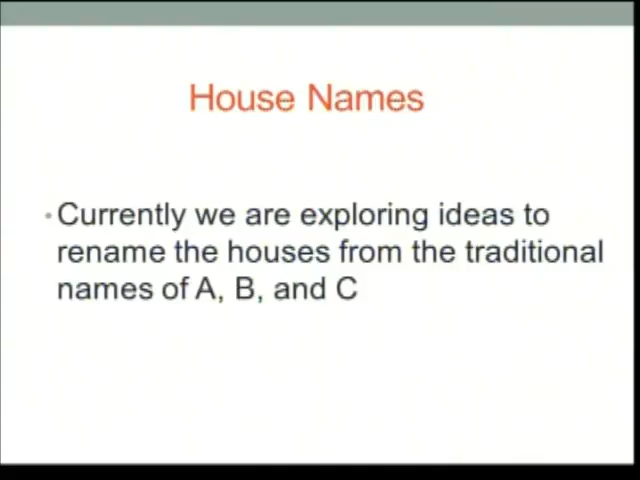 House Names
• Currently we are exploring ideas to
rename the houses from the traditional
names of A, B, and C